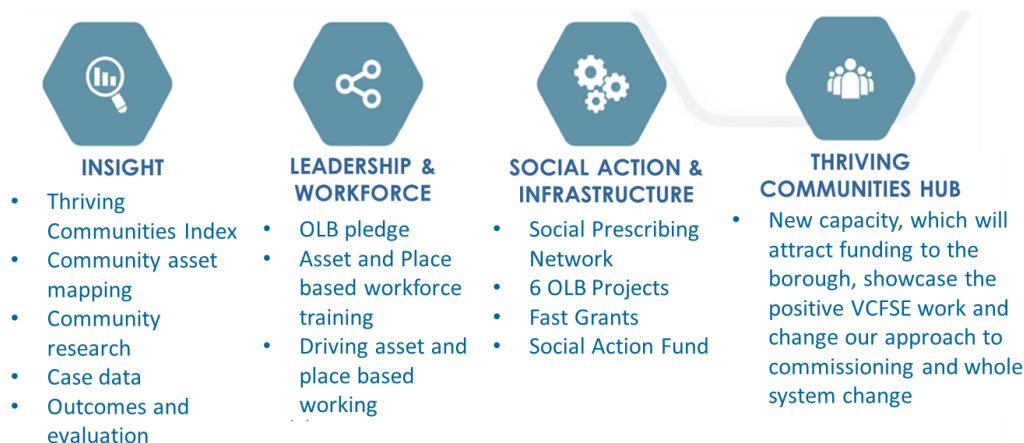 INSIGHT
• Thriving
Communities Index
• Community asset
mapping
• Community
research
• Case data
• Outcomes and
evaluation
LEADERSHIP &
WORKFORCE
• OLB pledge
• Asset and Place
based workforce
training
• Driving asset and
place based
working
SOCIAL ACTION &
INFRASTRUCTURE
• Social Prescribing
Network
• 6 OLB Projects
• Fast Grants
• Social Action Fund
THRIVING
COMMUNITIES HUB
• New capacity, which will
attract funding to the
borough, showcase the
positive VCFSE work and
change our approach to
commissioning and whole
system change